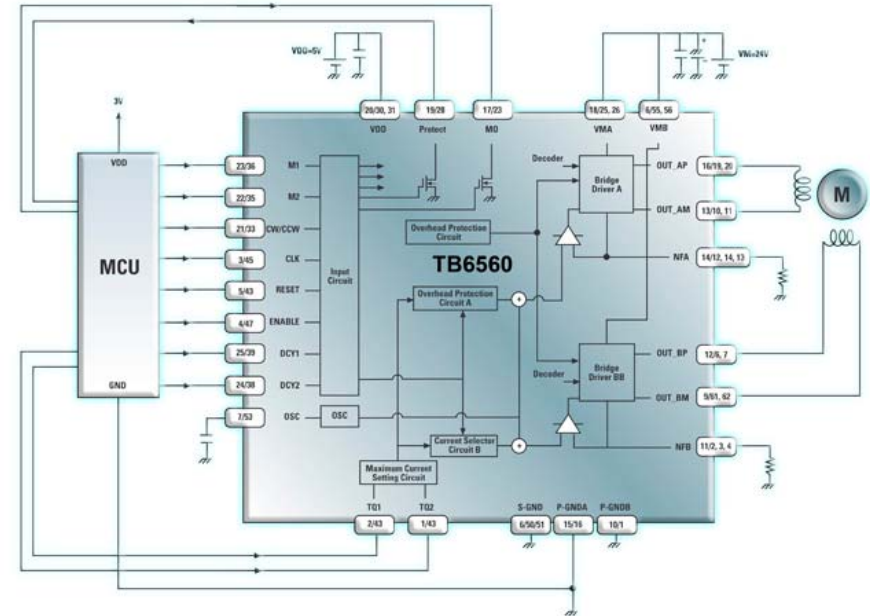 VDD=5V
VM=24V
20/30, 31
19/28
17/23
18/25, 26
6/55, 56
3V
VDD
Protect
MO
VMA
VMB
VDD
23/36
M1
22/35
M2
21/33
CW/CCW
3/45
CLK
5/43
RESET
4/47
ENABLE
25/39
DCY1
24/38
DCY2
7/53
OSC
MCU
GND
Input
Circuit
OSC
Decoder
Bridge
Driver A
OUT_AP
16/19, 20
OUT_AM
13/10, 11
NFA
14/12, 14, 13
M
Overhead Protection
Circuit
TB6560
Overhead Protection
Circuit A
+
Decoder
Bridge
Driver BB
OUT_BP
12/6, 7
OUT_BM
9/61, 62
NFB
11/2, 3, 4
Current Selector
Circuit B
+
Maximum Current
Setting Circuit
TQ1
TQ2
S-GND
P-GNDA
P-GNDB
2/43
1/43
6/50/51
15/16
10/1